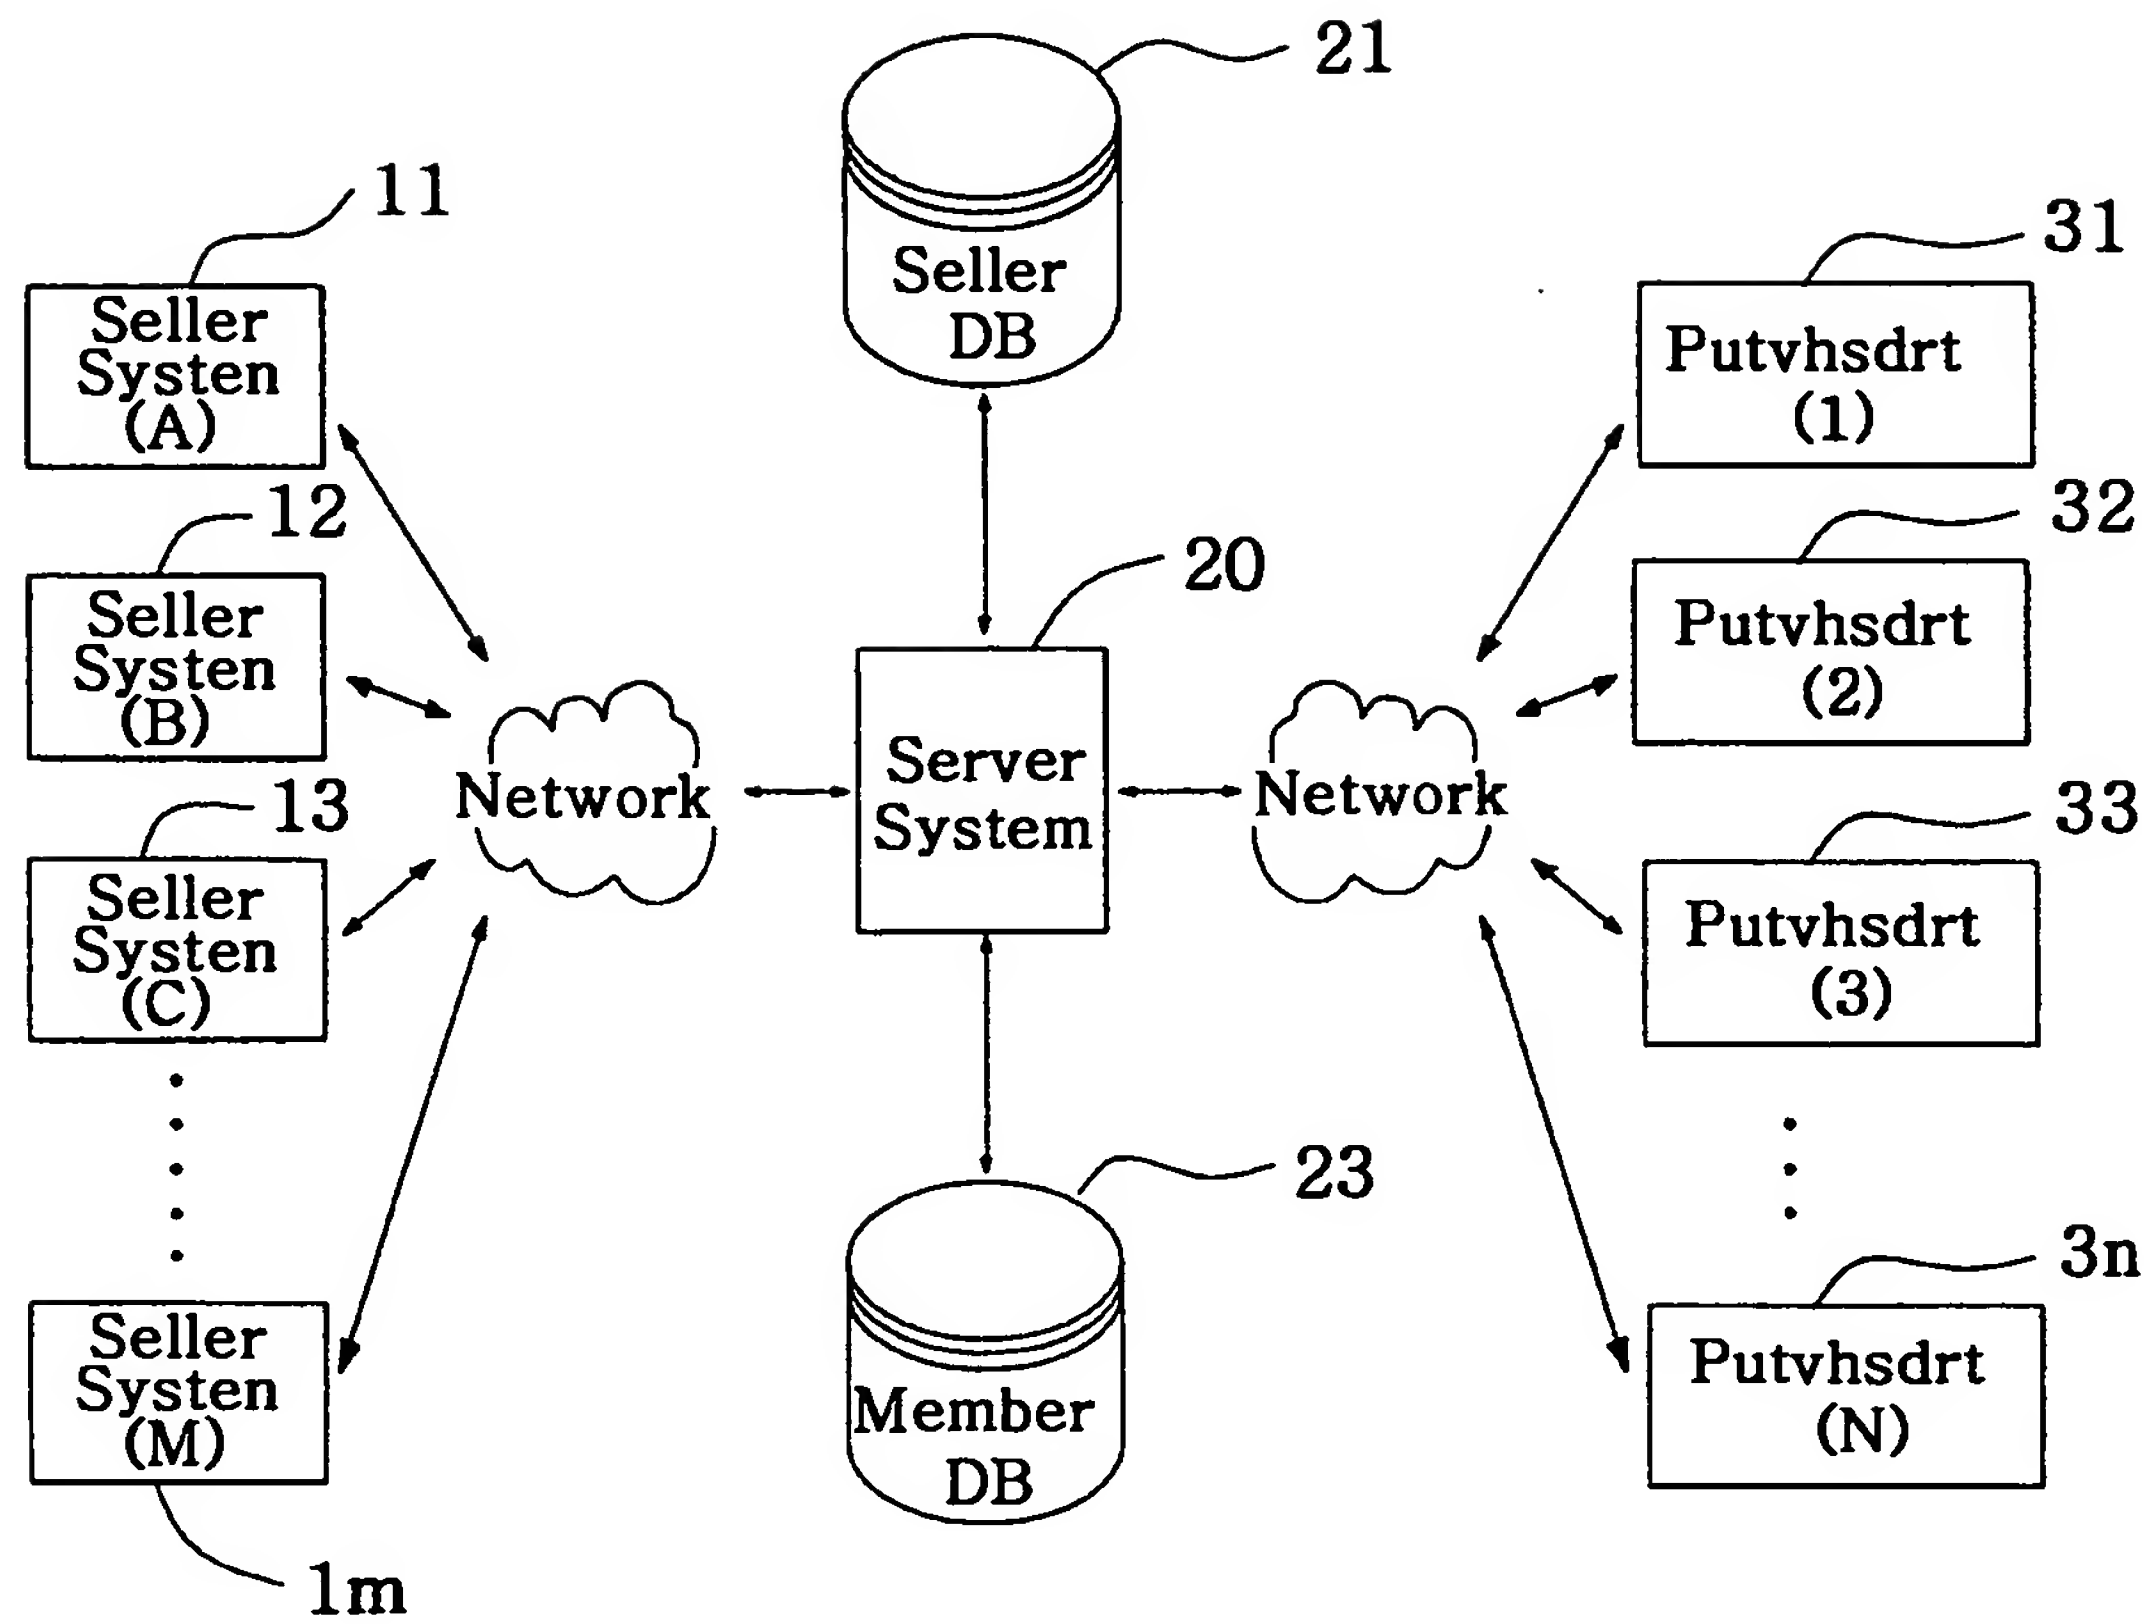 21
Seller
DB
11
Seller
Systen
(A)
12
Seller
Systen
(B)
13
Seller
Systen
(C)
Seller
Systen
(M)
1m
Network
20
Server
System
Network
23
Member
DB
31
Putvhsdrt
(1)
32
Putvhsdrt
(2)
33
Putvhsdrt
(3)
3n
Putvhsdrt
(N)